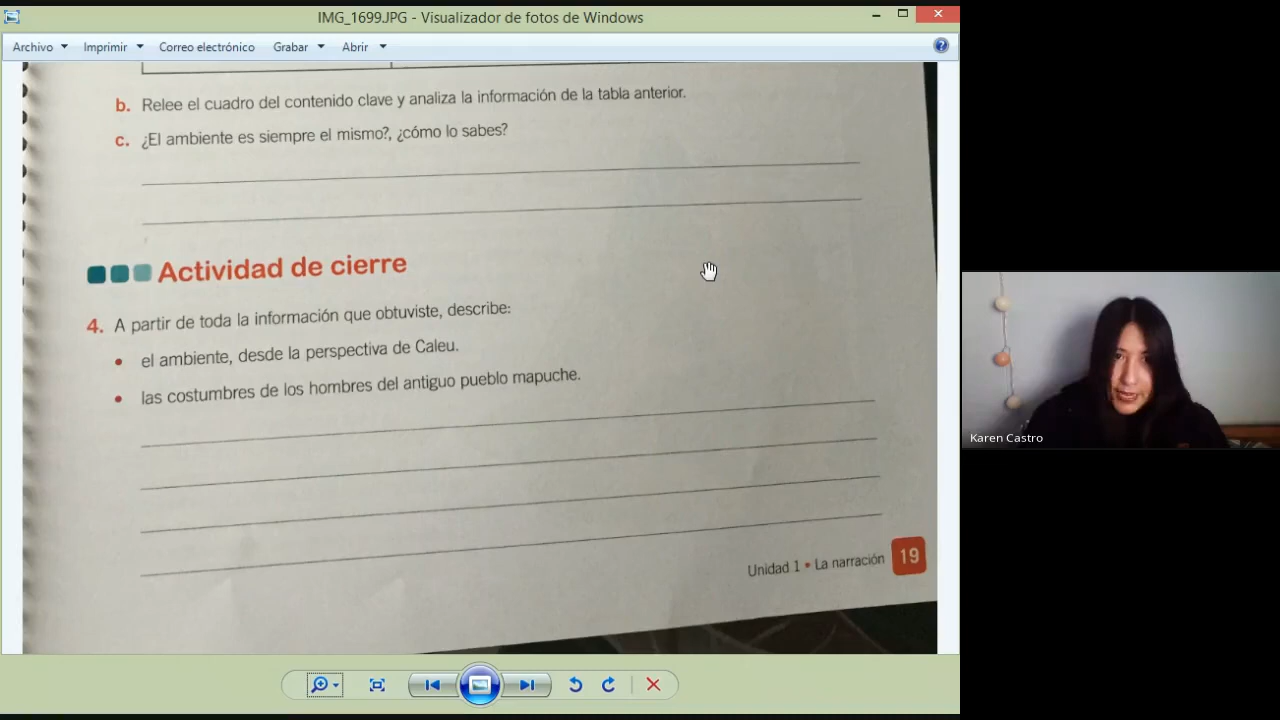 IMG_1699.JPG - Visualizador de fotos de Windows
Archivo Imprimir Correo electrónico Grabar Abrir
b. Relee el cuadro del contenido clave y analiza la información de la tabla anterior.
c. ¿El ambiente es siempre el mismo?, ¿cómo lo sabes?
Actividad de cierre
4. A partir de toda la información que obtuviste, describe:
• el ambiente, desde la perspectiva de Caleu.
• las costumbres de los hombres del antiguo pueblo mapuche.
Unidad 1 • La narración 19
Karen Castro